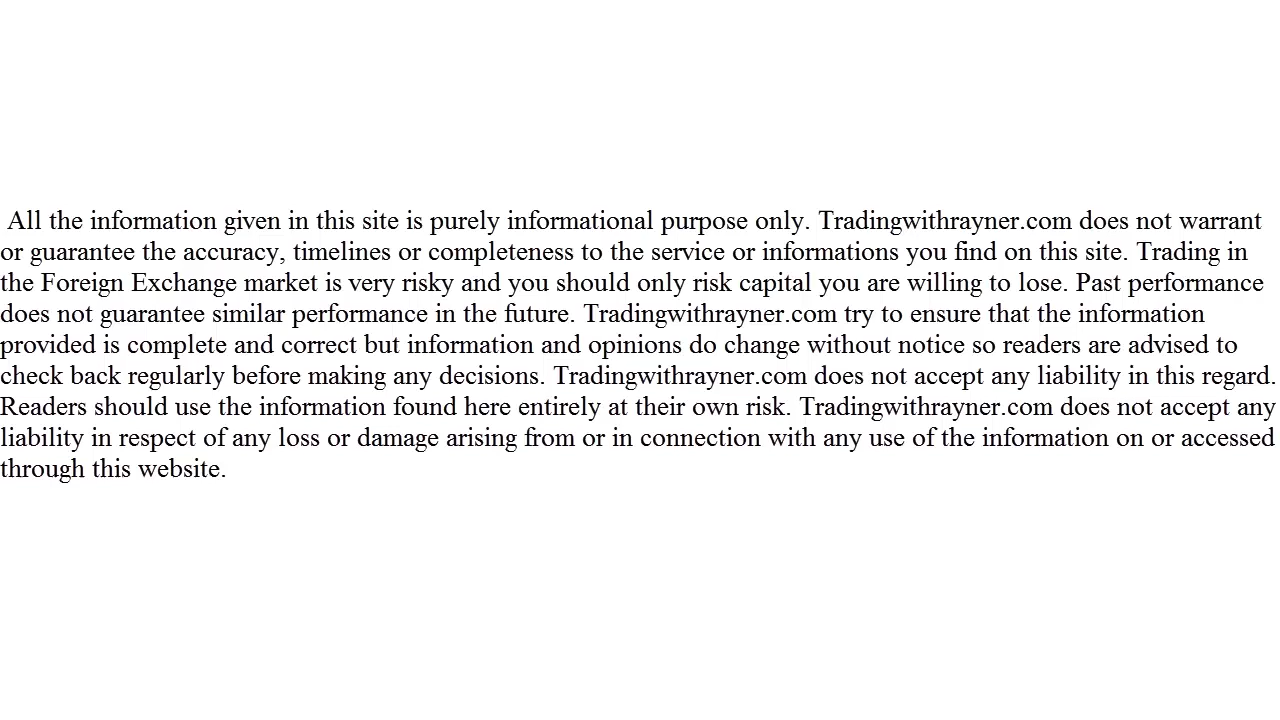 All the information given in this site is purely informational purpose only. Tradingwithrayner.com does not warrant
or guarantee the accuracy, timelines or completeness to the service or informations you find on this site. Trading in
the Foreign Exchange market is very risky and you should only risk capital you are willing to lose. Past performance
does not guarantee similar performance in the future. Tradingwithrayner.com try to ensure that the information
provided is complete and correct but information and opinions do change without notice so readers are advised to
check back regularly before making any decisions. Tradingwithrayner.com does not accept any liability in this regard.
Readers should use the information found here entirely at their own risk. Tradingwithrayner.com does not accept any
liability in respect of any loss or damage arising from or in connection with any use of the information on or accessed
through this website.